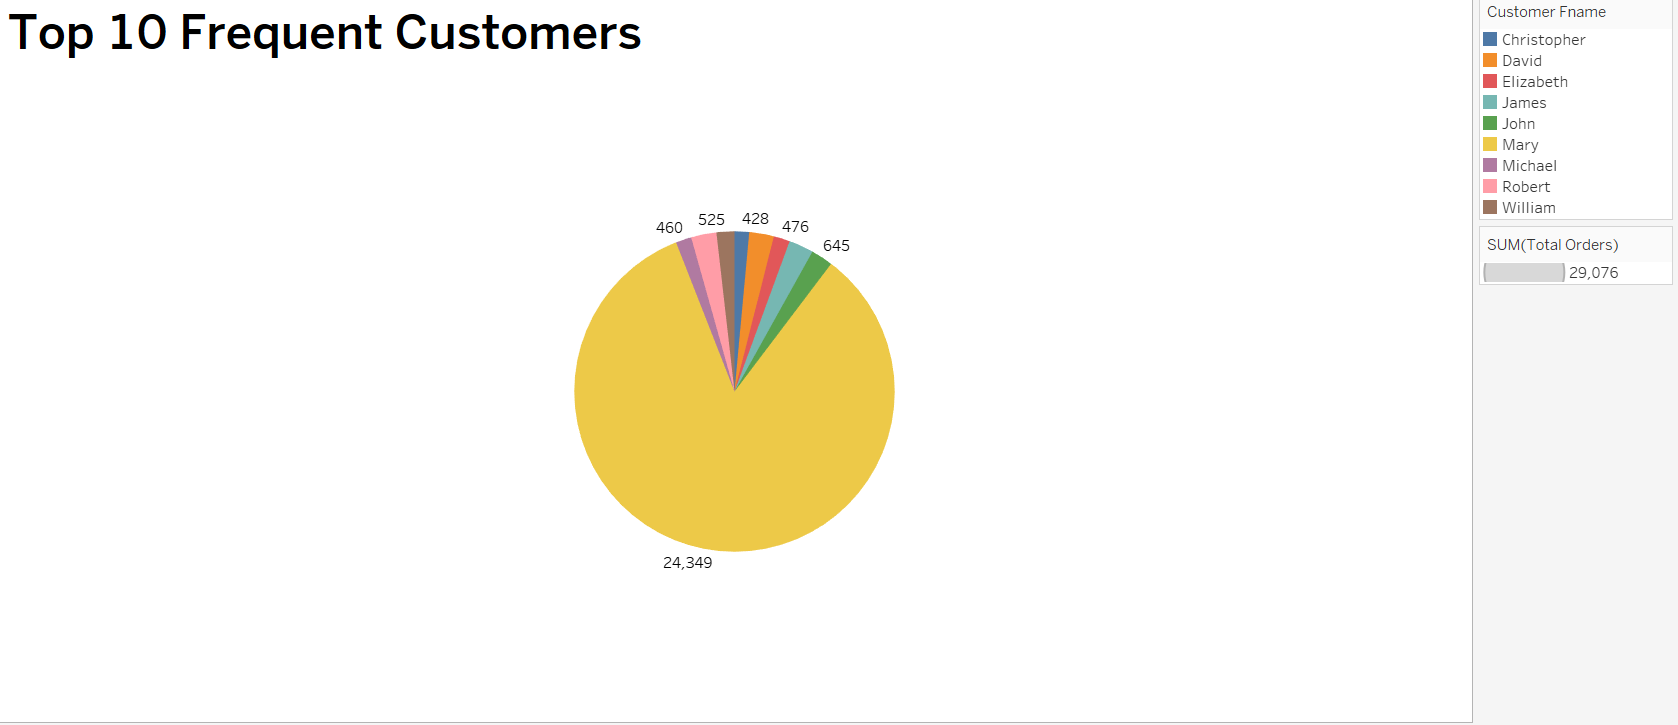 Top 10 Frequent Customers
460
525
428
476
645
24,349
Customer Fname
Christopher
David
Elizabeth
James
John
Mary
Michael
Robert
William
SUM(Total Orders)
29,076